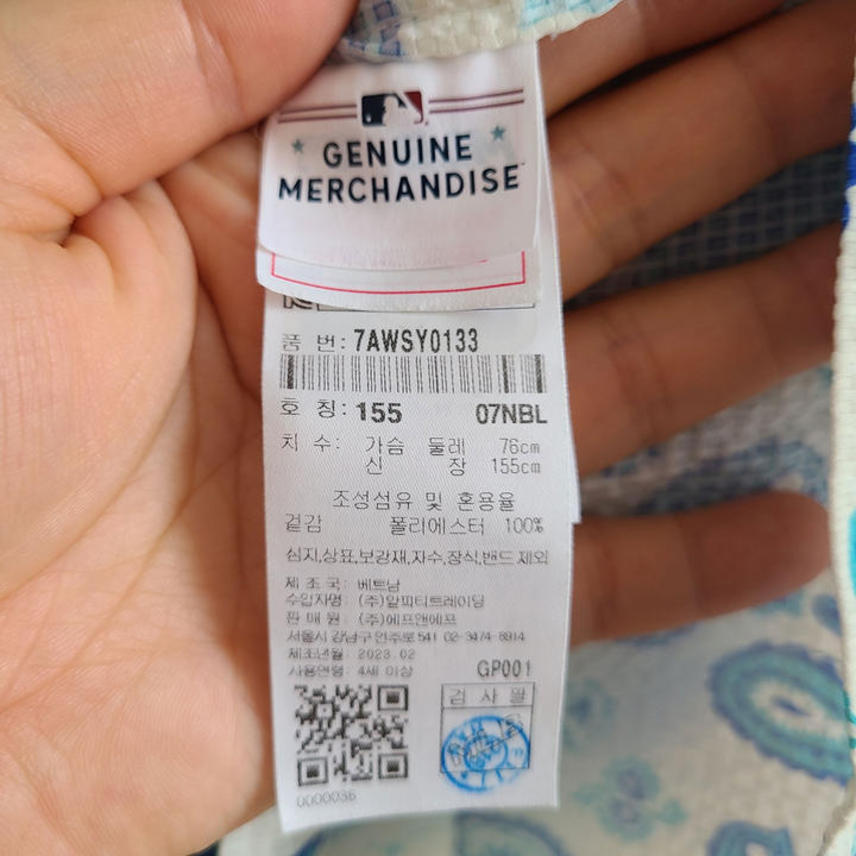 GENUINE
MERCHANDISE
품 번: 7AWSY0133
호 칭: 155 07NBL
치 수: 가슴 둘레 76cm
신 장 155cm
조성섬유 및 혼용율
겉감 폴리에스터 100%
심지,상표,보강재,자수,장식,밴드 제외
제 조 국: 베트남
수입자명: (주)알피티트레이딩
판 매 원: (주)에프앤에프
서울시 강남구 언주로 541 02-3474-8814
제조년월: 2023.02
사용연령: 4세 이상
GP001
검 사 필
0000036